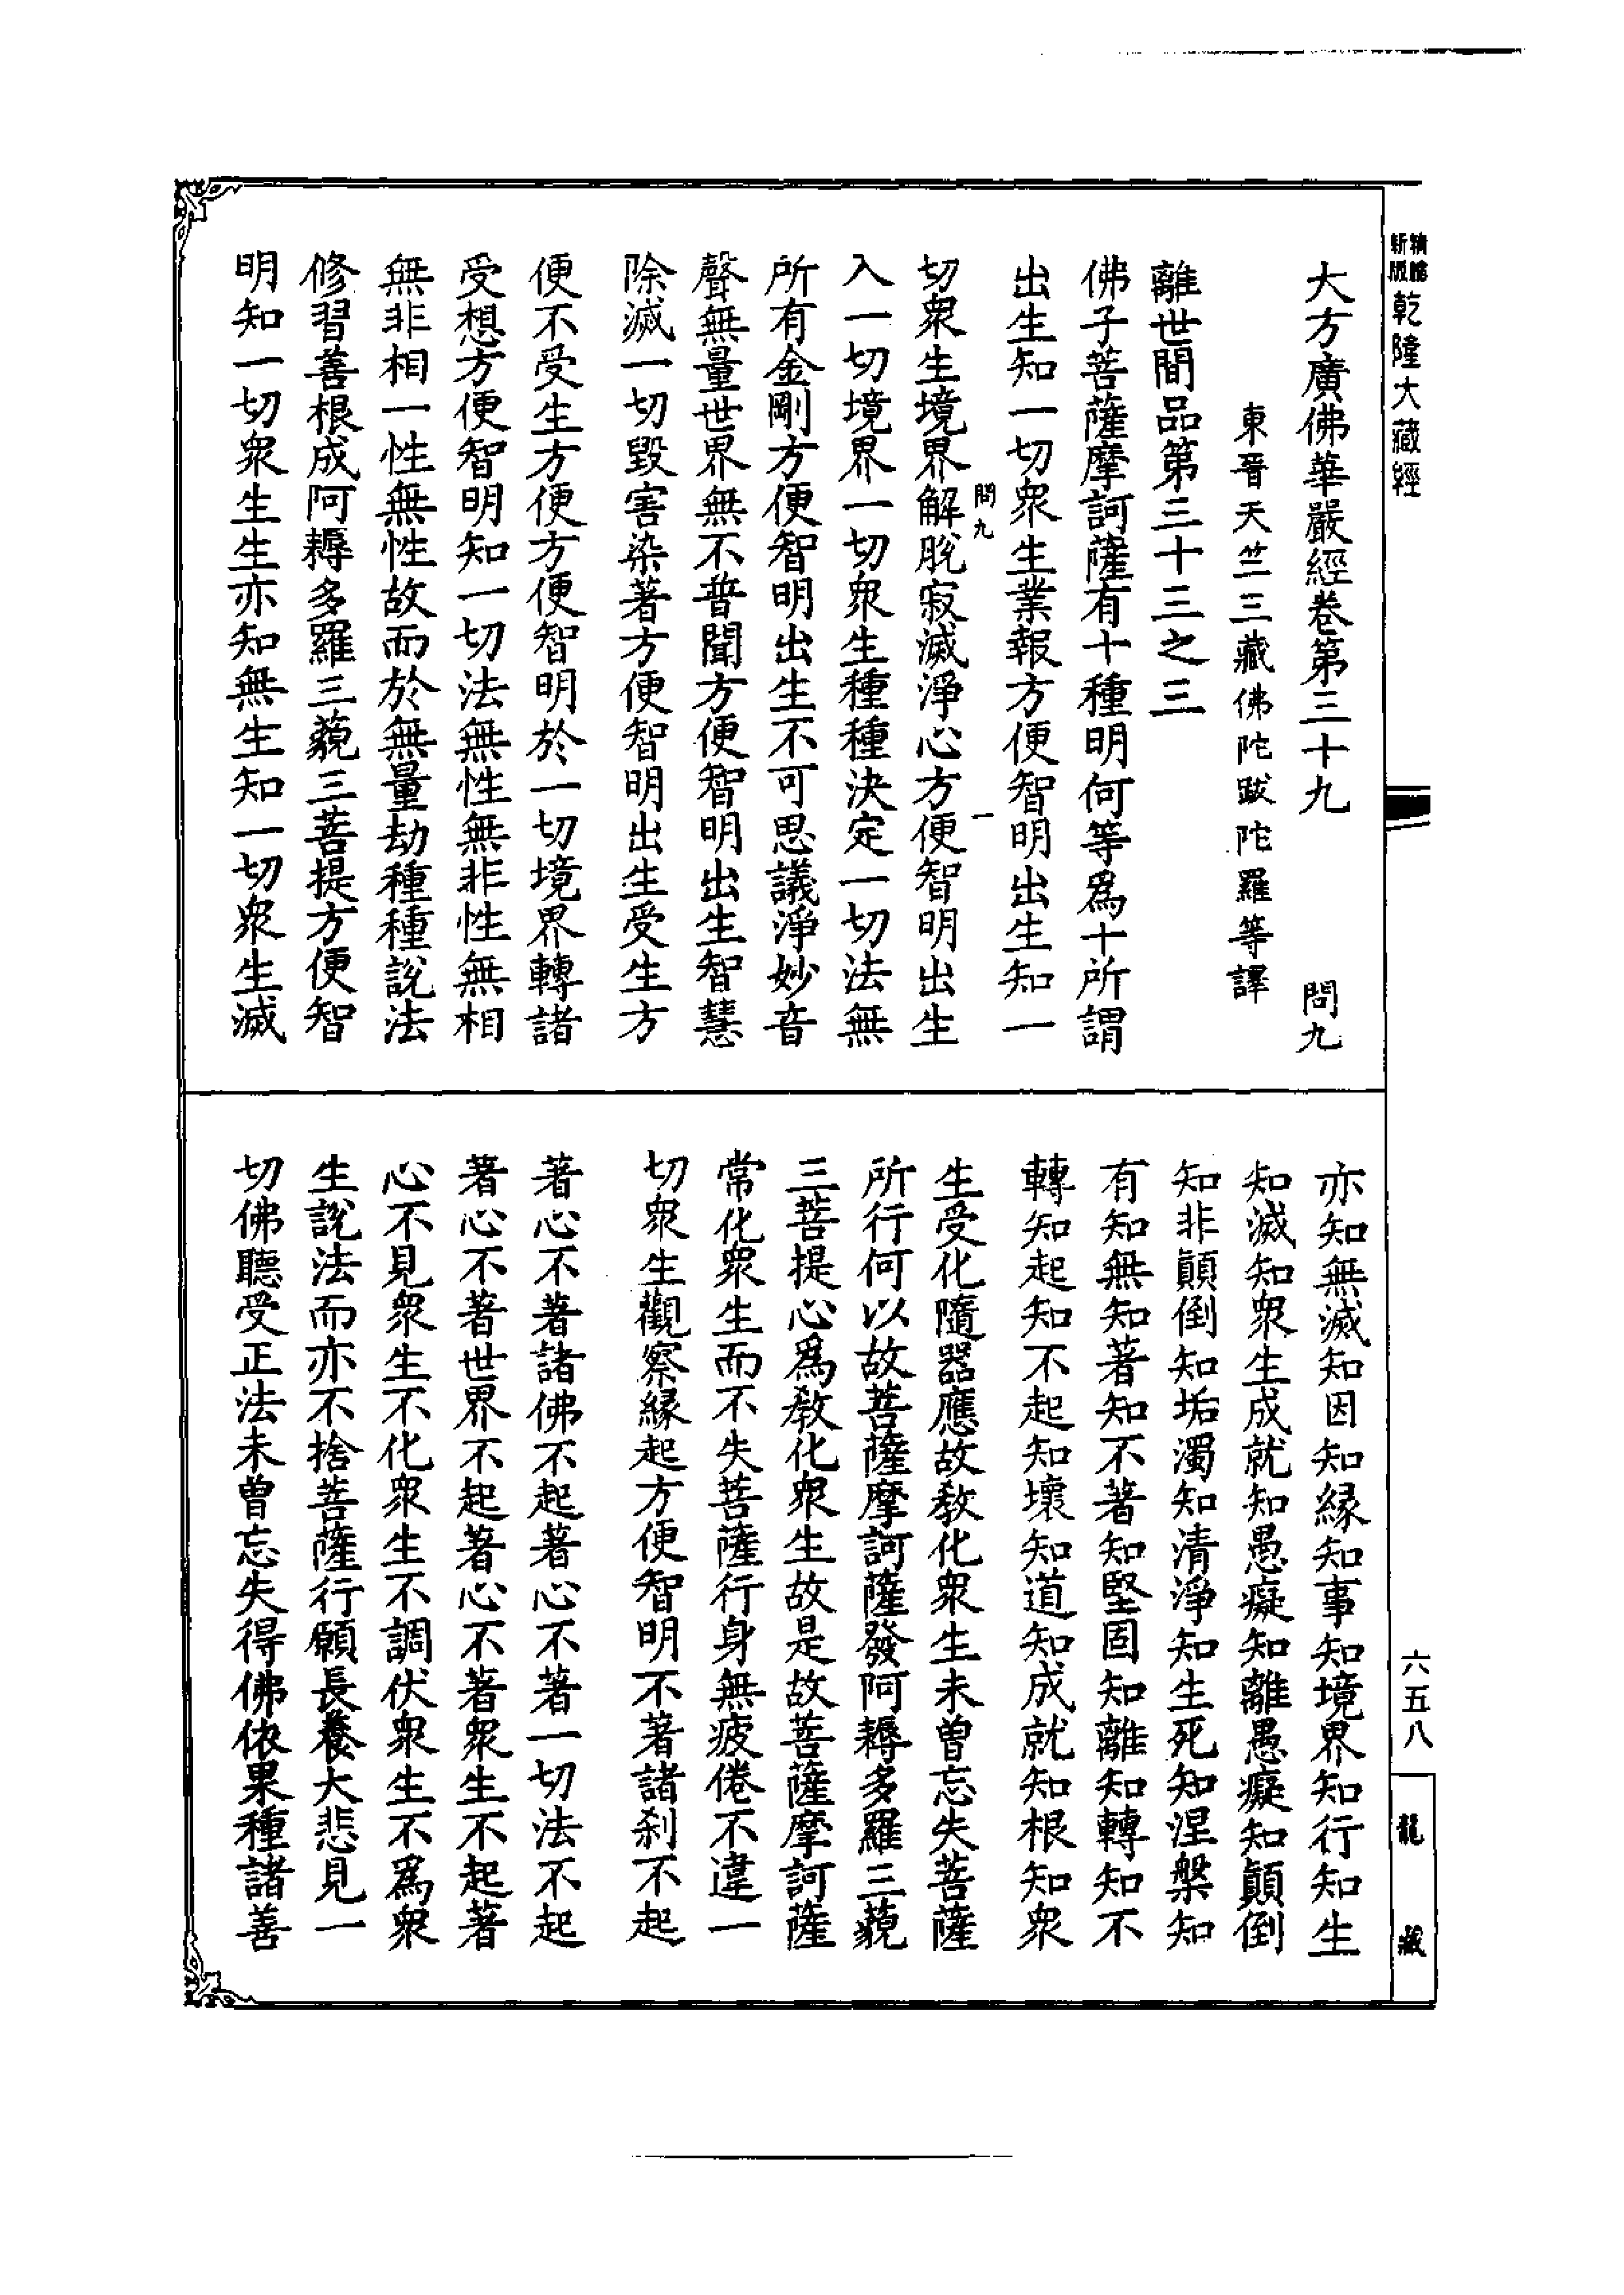 新版精縮乾隆大藏經
大方廣佛華嚴經卷第三十九 問九
東晉天竺三藏佛陀跋陀羅等譯
離世間品第三十三之三
佛子菩薩摩訶薩有十種明何等爲十所謂
出生知一切衆生業報方便智明出生知一
問九 一
切衆生境界解脫寂滅淨心方便智明出生
入一切境界一切衆生種種決定一切法無
所有金剛方便智明出生不可思議淨妙音
聲無量世界無不普聞方便智明出生智慧
除滅一切毀害染著方便智明出生受生方
便不受生方便方便智明於一切境界轉諸
受想方便智明知一切法無性無非性無相
無非相一性無性故而於無量劫種種說法
修習善根成阿耨多羅三藐三菩提方便智
明知一切衆生生亦知無生知一切衆生滅
亦知無滅知因知緣知事知境界知行知生
知滅知衆生成就知愚癡知離愚癡知顛倒
知非顛倒知垢濁知清淨知生死知涅槃知
有知無知著知不著知堅固知離知轉知不
轉知起知不起知壞知道知成就知根知衆
生受化隨器應故教化衆生未曾忘失菩薩
所行何以故菩薩摩訶薩發阿耨多羅三藐
三菩提心爲教化衆生故是故菩薩摩訶薩
常化衆生而不失菩薩行身無疲倦不違一
切衆生觀察緣起方便智明不著諸刹不起
著心不著諸佛不起著心不著一切法不起
著心不著世界不起著心不著衆生不起著
心不見衆生不化衆生不調伏衆生不爲衆
生說法而亦不捨菩薩行願長養大悲見一
切佛聽受正法未曾忘失得佛依果種諸善
六五八
龍藏